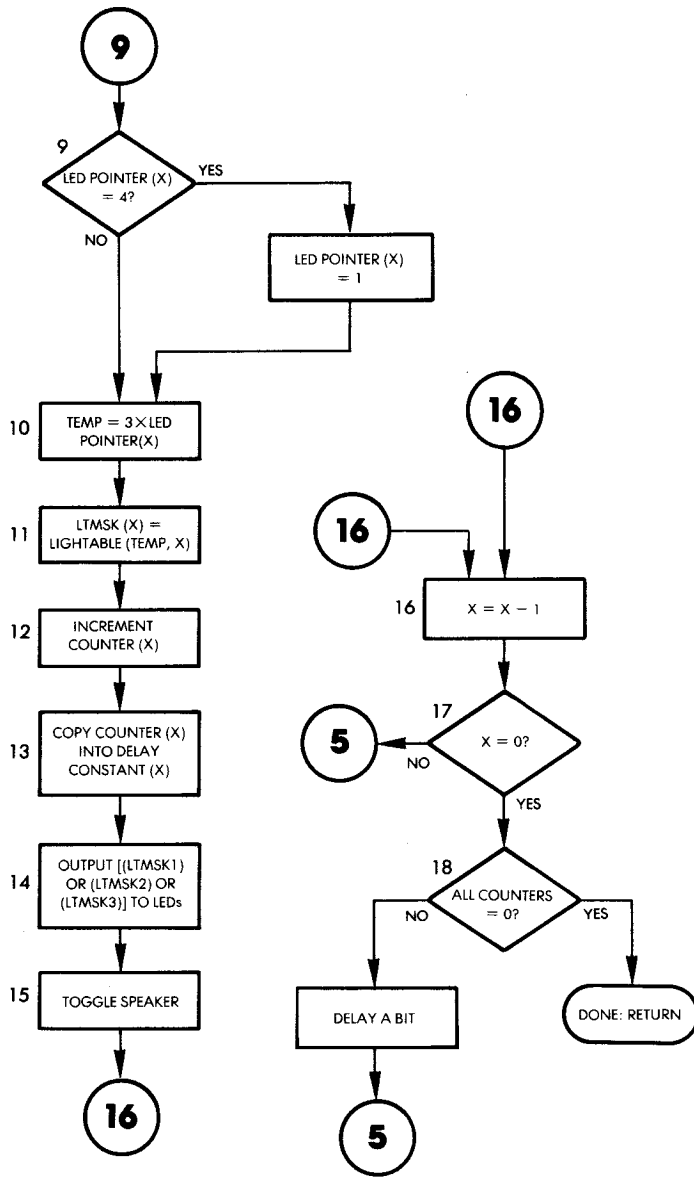 9
9
LED POINTER (X)
= 4?
YES
NO
LED POINTER (X)
= 1
10
TEMP = 3×LED
POINTER(X)
11
LTMSK (X) =
LIGHTABLE (TEMP, X)
12
INCREMENT
COUNTER (X)
13
COPY COUNTER (X)
INTO DELAY
CONSTANT (X)
14
OUTPUT [(LTMSK1)
OR (LTMSK2) OR
(LTMSK3)] TO LEDs
15
TOGGLE SPEAKER
16
16
16
16
X = X − 1
17
X = 0?
NO
5
YES
18
ALL COUNTERS
= 0?
NO
YES
DELAY A BIT
DONE: RETURN
5